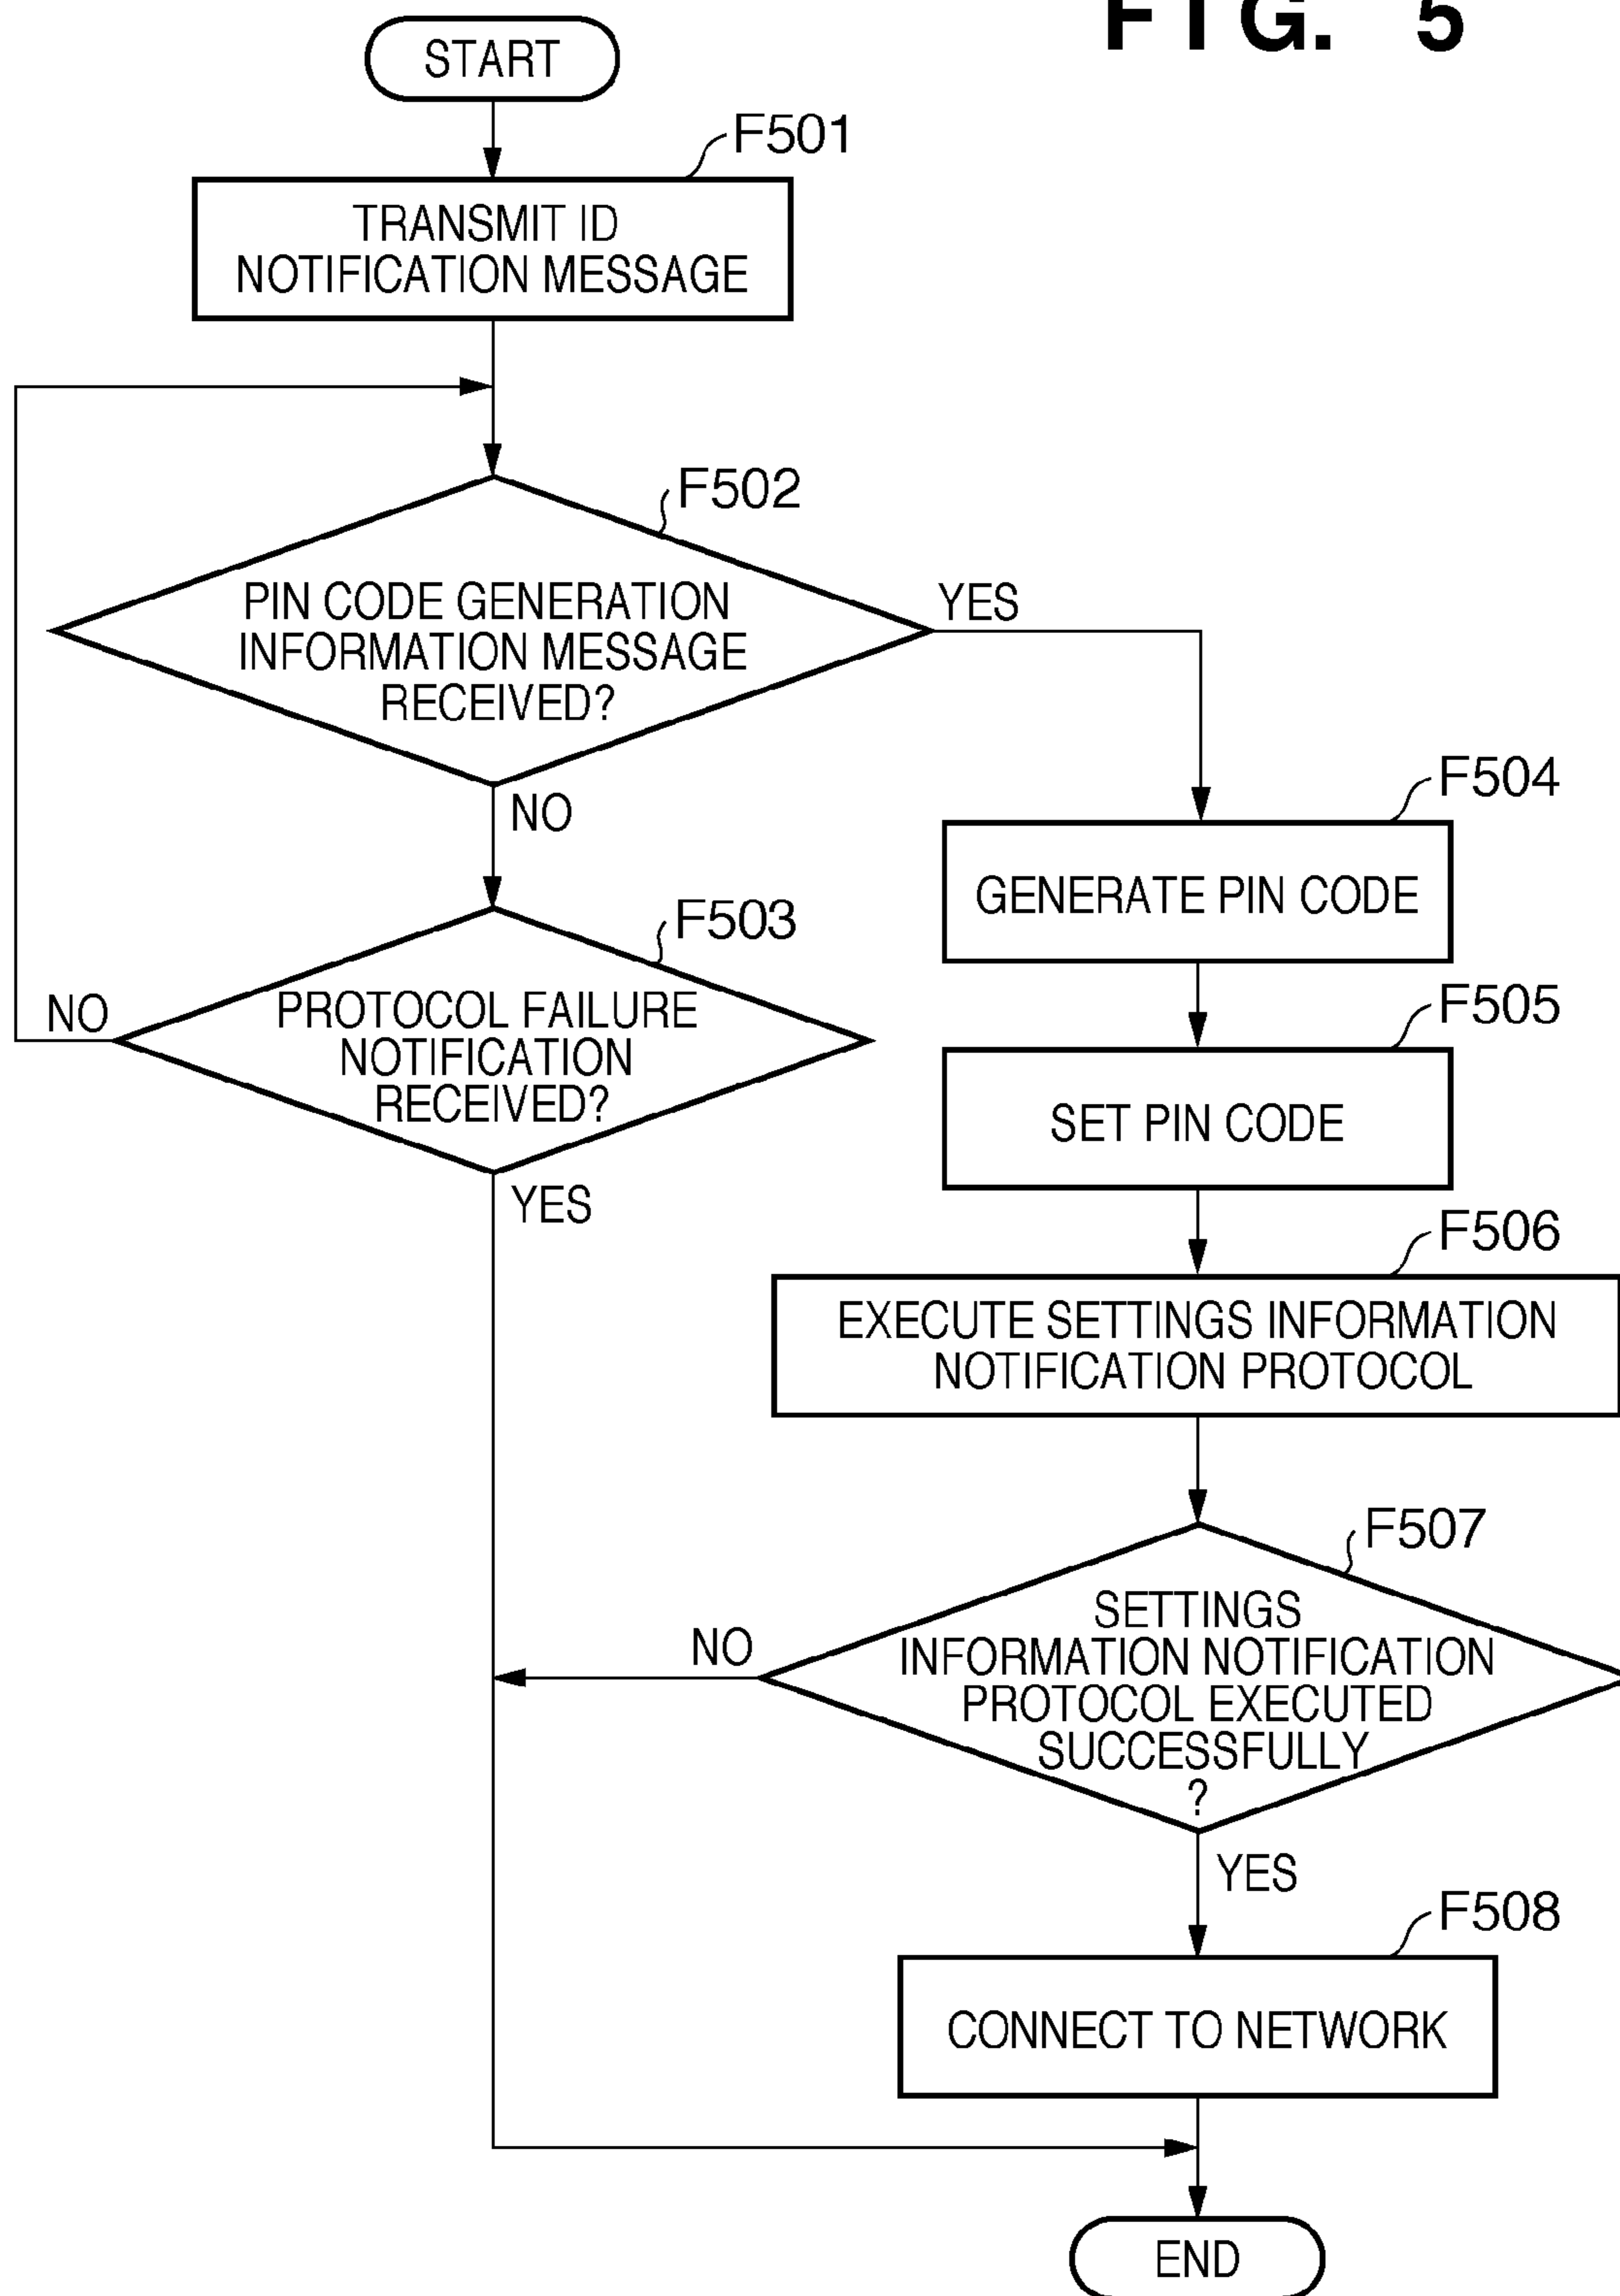 FIG. 5
START
F501
TRANSMIT ID
NOTIFICATION MESSAGE
F502
PIN CODE GENERATION
INFORMATION MESSAGE
RECEIVED?
YES
NO
F503
PROTOCOL FAILURE
NOTIFICATION
RECEIVED?
NO
YES
F504
GENERATE PIN CODE
F505
SET PIN CODE
F506
EXECUTE SETTINGS INFORMATION
NOTIFICATION PROTOCOL
F507
SETTINGS
INFORMATION NOTIFICATION
PROTOCOL EXECUTED
SUCCESSFULLY
?
NO
YES
F508
CONNECT TO NETWORK
END